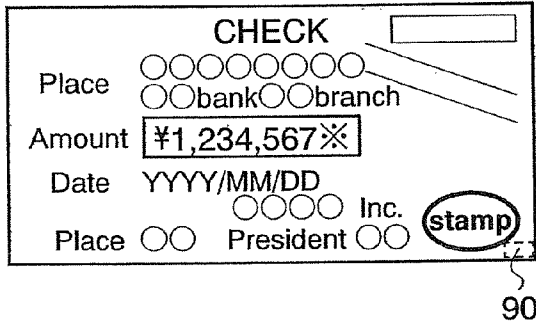 CHECK
Place ○○○○○○○○
○○bank○○branch
Amount ¥1,234,567※
Date YYYY/MM/DD
○○○○ Inc.
Place ○○ President ○○ stamp
90